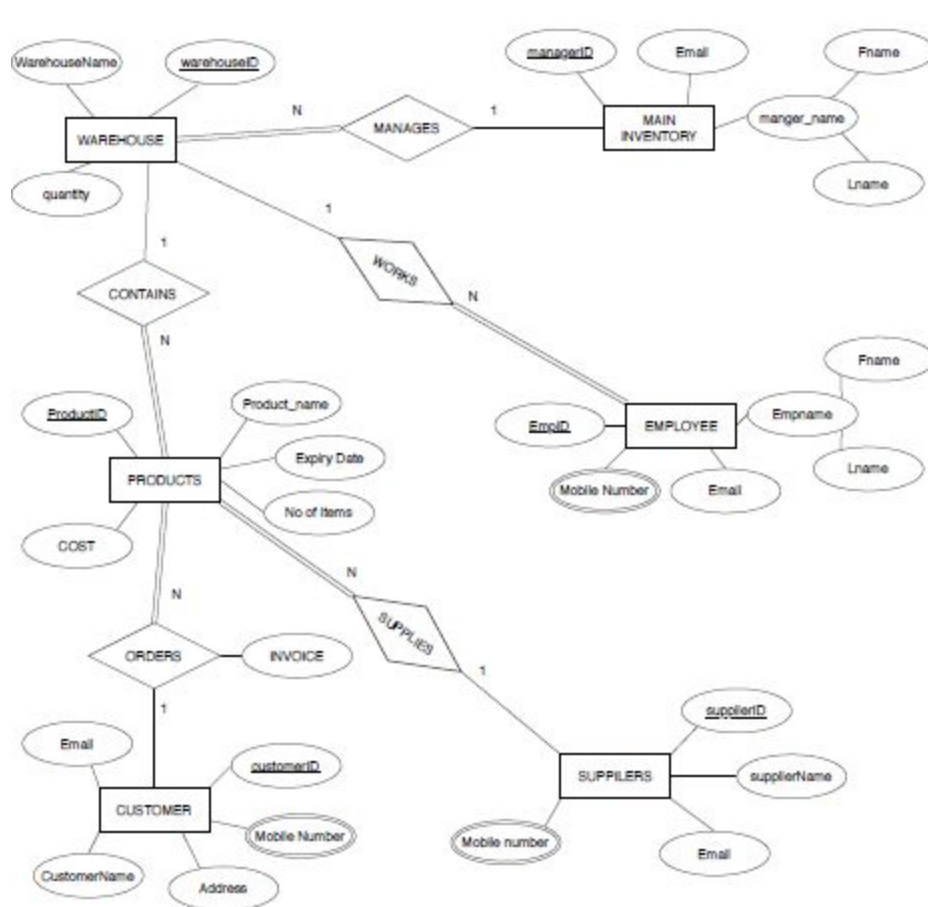 WarehouseName
warehouseID
managerID
Email
Fname
N
1
WAREHOUSE
MANAGES
MAIN
INVENTORY
manger_name
quantity
Lname
1
1
CONTAINS
WORKS
N
N
Fname
ProductID
Product_name
EmpID
EMPLOYEE
Empname
Expiry Date
PRODUCTS
Lname
Mobile Number
Email
No of Items
COST
N
N
SUPPLIES
ORDERS
INVOICE
1
1
supplierID
Email
customerID
SUPPILERS
supplierName
CUSTOMER
Mobile Number
Mobile number
Email
CustomerName
Address